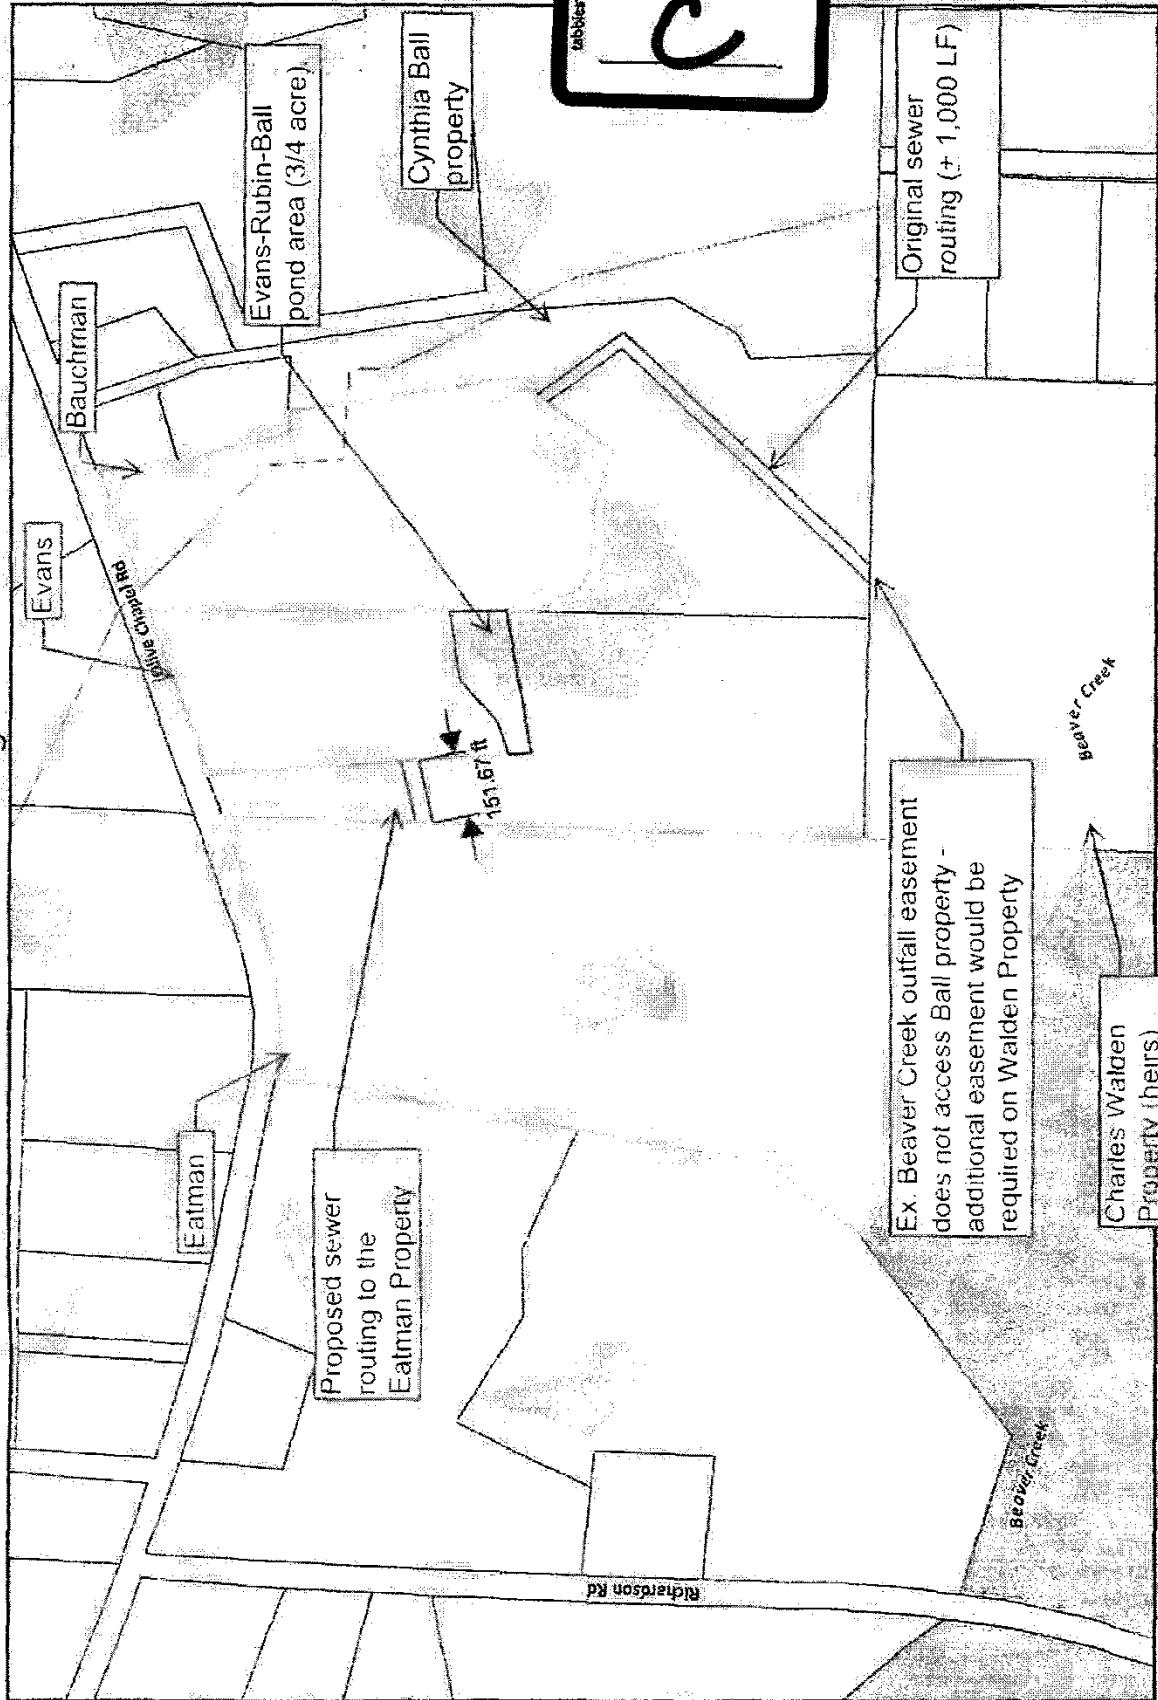 tabbies
C
Evans-Rubin-Ball
pond area (3/4 acre)
Cynthia Ball
property
Original sewer
routing (± 1,000 LF)
Bauchman
Evans
Olive Chapel Rd
151.67 ft
Eatman
Proposed sewer
routing to the
Eatman Property
Ex. Beaver Creek outfall easement
does not access Ball property -
additional easement would be
required on Walden Property
Beaver Creek
Charles Walden
Property (heirs)
Beaver Creek
Richardson Rd